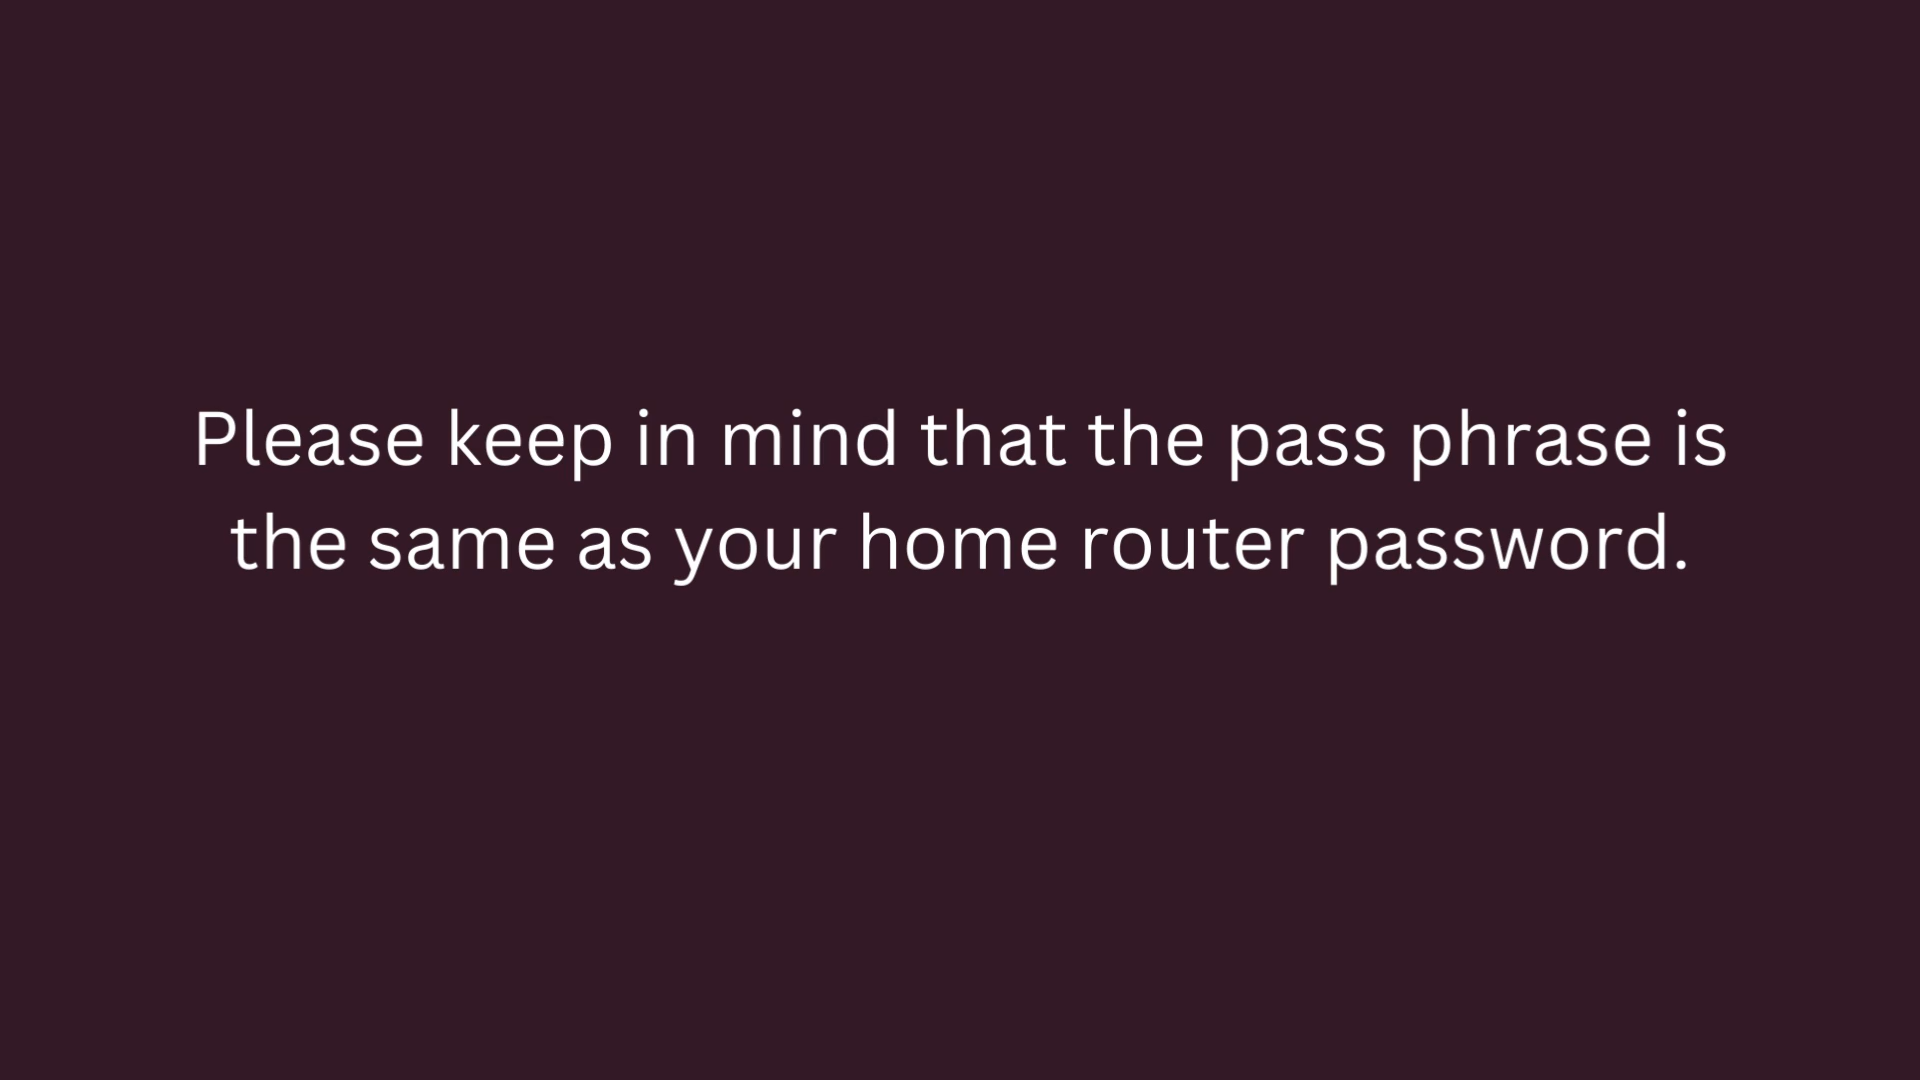 Please keep in mind that the pass phrase is
the same as your home router password.